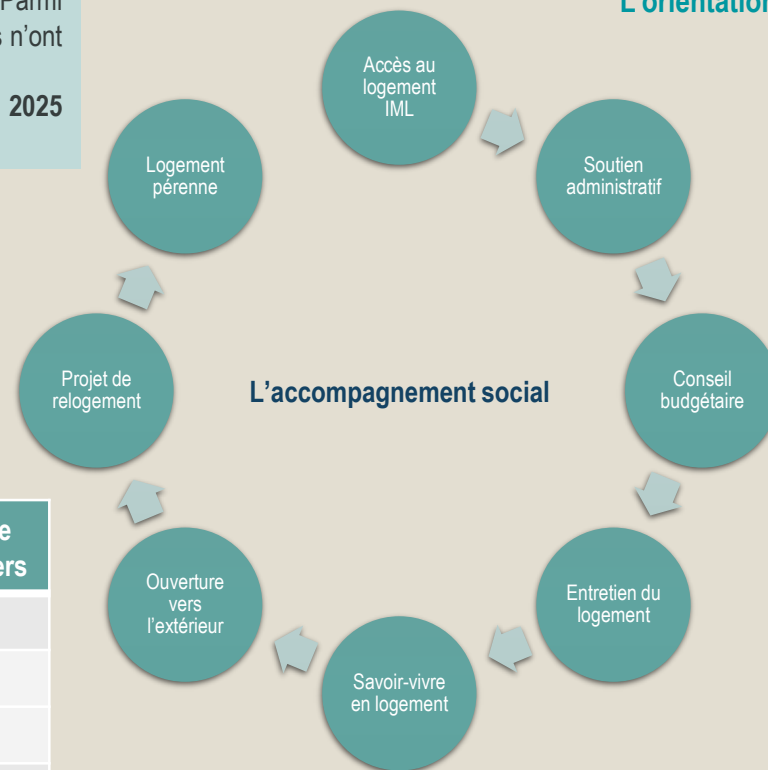 Parmi
n'ont
2025
L'orientation
Accès au
logement
IML
Soutien
administratif
Conseil
budgétaire
Entretien du
logement
Savoir-vivre
en logement
Ouverture
vers
l'extérieur
Projet de
relogement
Logement
pérenne
L'accompagnement social